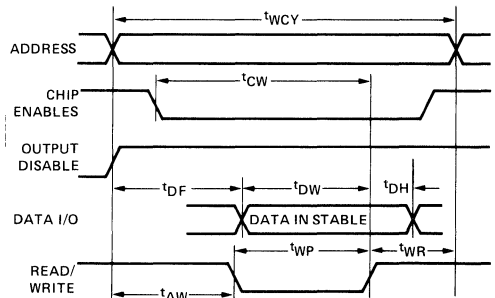 tWCY
ADDRESS
tCW
CHIP
ENABLES
OUTPUT
DISABLE
tDF
tDW
tDH
DATA I/O
DATA IN STABLE
tWP
tWR
READ/
WRITE
tAW